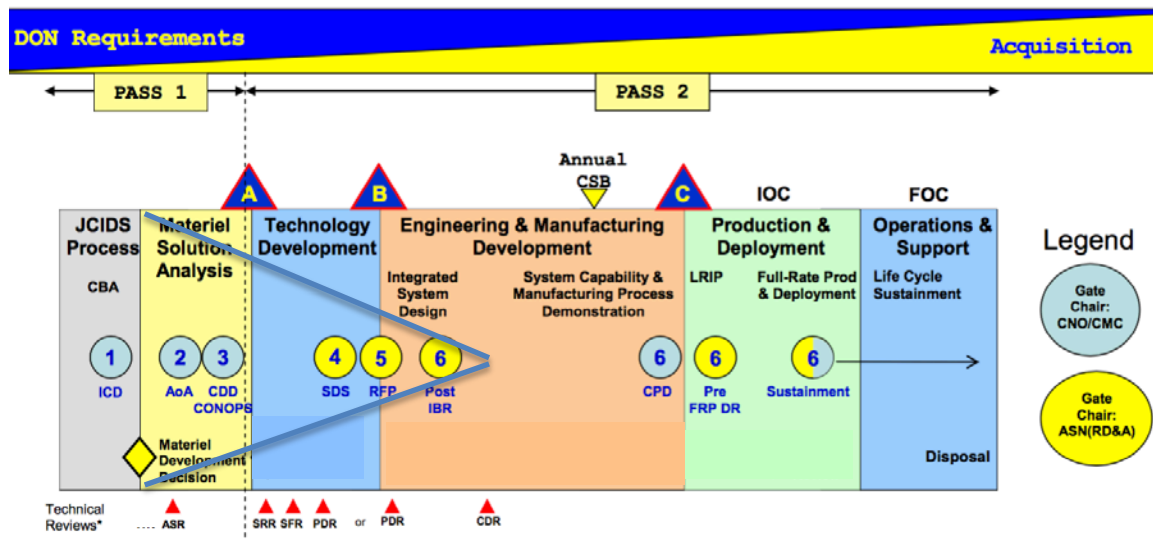 DON Requirements
Acquisition
PASS 1
PASS 2
Annual
CSB
A
B
C
IOC
FOC
JCIDS
Process
CBA
Materiel
Solution
Analysis
Technology
Development
Engineering & Manufacturing
Development
Integrated
System
Design
System Capability &
Manufacturing Process
Demonstration
Production &
Deployment
LRIP
Full-Rate Prod
& Deployment
Operations &
Support
Life Cycle
Sustainment
1
ICD
2
AoA
3
CDD
CONOPS
4
SDS
5
RFP
6
Post
IBR
6
CPD
6
Pre
FRP DR
6
Sustainment
Materiel
Development
Decision
Disposal
Legend
Gate
Chair:
CNO/CMC
Gate
Chair:
ASN(RD&A)
Technical
Reviews*
.... ASR
SRR SFR PDR or PDR
CDR